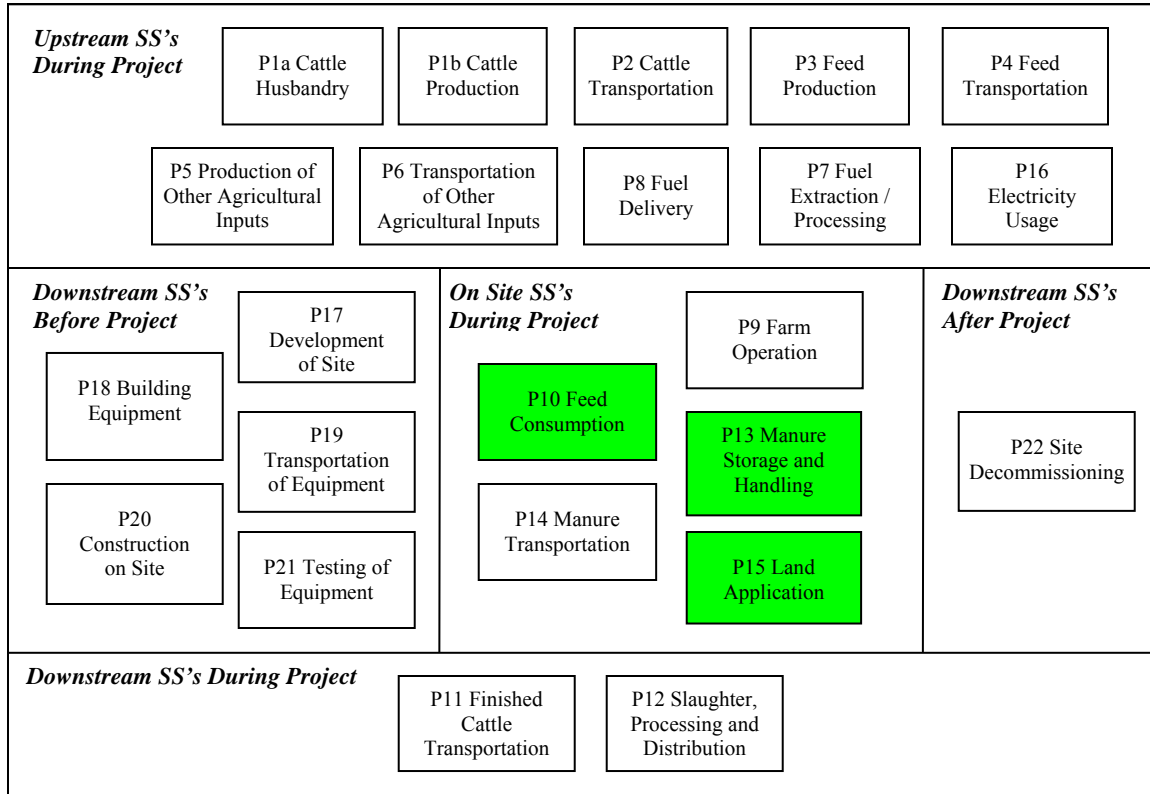 Upstream SS's
During Project
P1a Cattle
Husbandry
P1b Cattle
Production
P2 Cattle
Transportation
P3 Feed
Production
P4 Feed
Transportation
P5 Production of
Other Agricultural
Inputs
P6 Transportation
of Other
Agricultural Inputs
P8 Fuel
Delivery
P7 Fuel
Extraction /
Processing
P16
Electricity
Usage
Downstream SS's
Before Project
P17
Development
of Site
P18 Building
Equipment
P19
Transportation
of Equipment
P20
Construction
on Site
P21 Testing of
Equipment
On Site SS's
During Project
P9 Farm
Operation
P10 Feed
Consumption
P13 Manure
Storage and
Handling
P14 Manure
Transportation
P15 Land
Application
Downstream SS's
After Project
P22 Site
Decommissioning
Downstream SS's During Project
P11 Finished
Cattle
Transportation
P12 Slaughter,
Processing and
Distribution